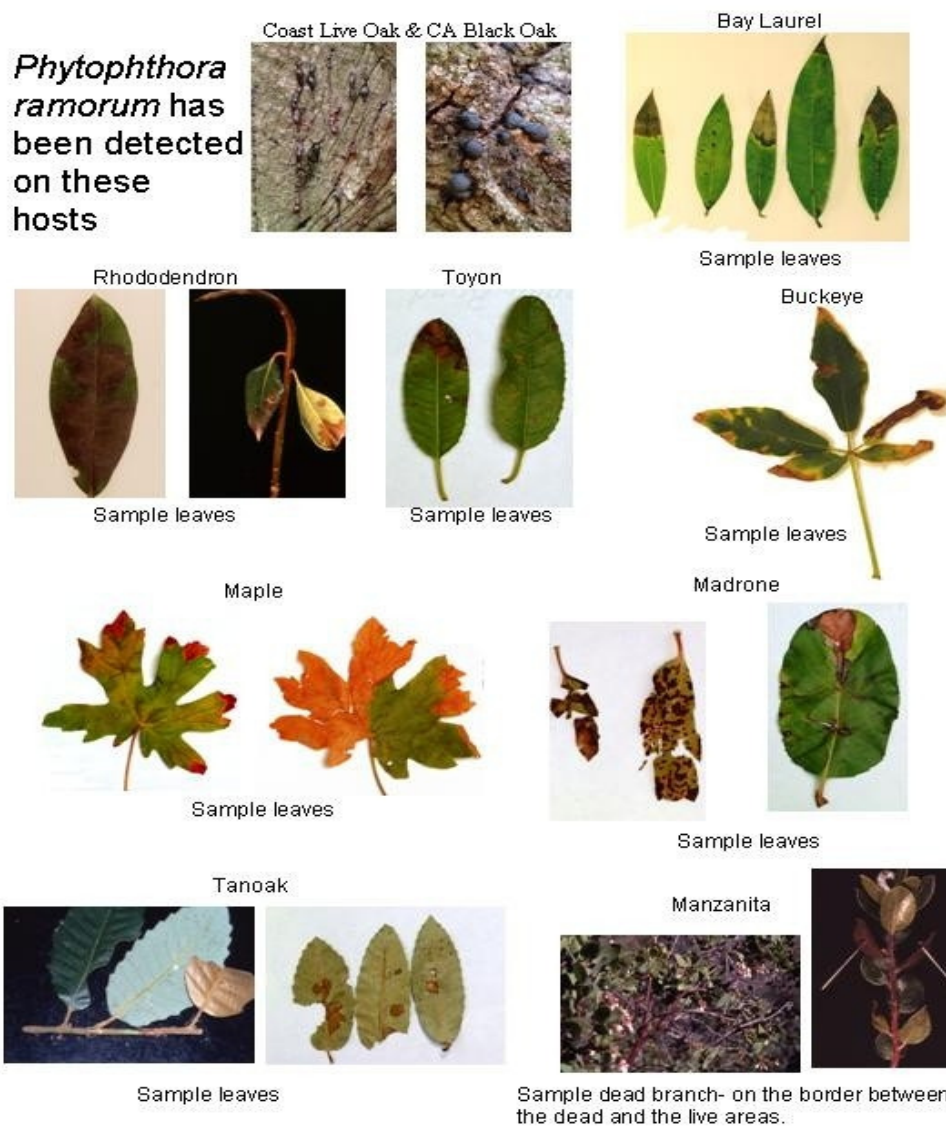 Phytophthora
ramorum has
been detected
on these
hosts
Coast Live Oak & CA Black Oak
Bay Laurel
Sample leaves
Rhododendron
Sample leaves
Toyon
Sample leaves
Buckeye
Sample leaves
Maple
Sample leaves
Madrone
Sample leaves
Tanoak
Sample leaves
Manzanita
Sample dead branch- on the border between
the dead and the live areas.